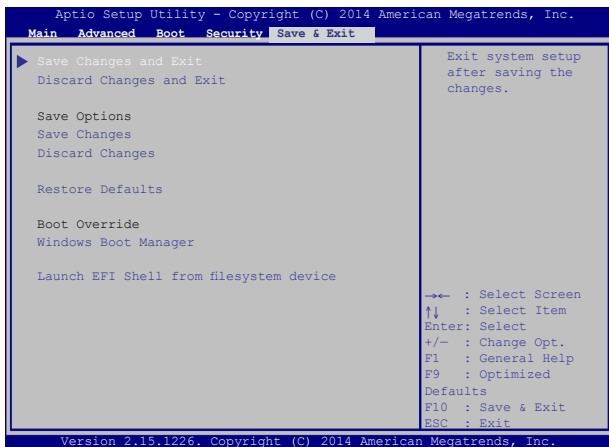 Aptio Setup Utility - Copyright (C) 2014 American Megatrends, Inc.
Main Advanced Boot Security Save & Exit
Save Changes and Exit
Discard Changes and Exit
Save Options
Save Changes
Discard Changes
Restore Defaults
Boot Override
Windows Boot Manager
Launch EFI Shell from filesystem device
Exit system setup
after saving the
changes.
→← : Select Screen
↑↓ : Select Item
Enter: Select
+/— : Change Opt.
F1 : General Help
F9 : Optimized
Defaults
F10 : Save & Exit
ESC : Exit
Version 2.15.1226. Copyright (C) 2014 American Megatrends, Inc.